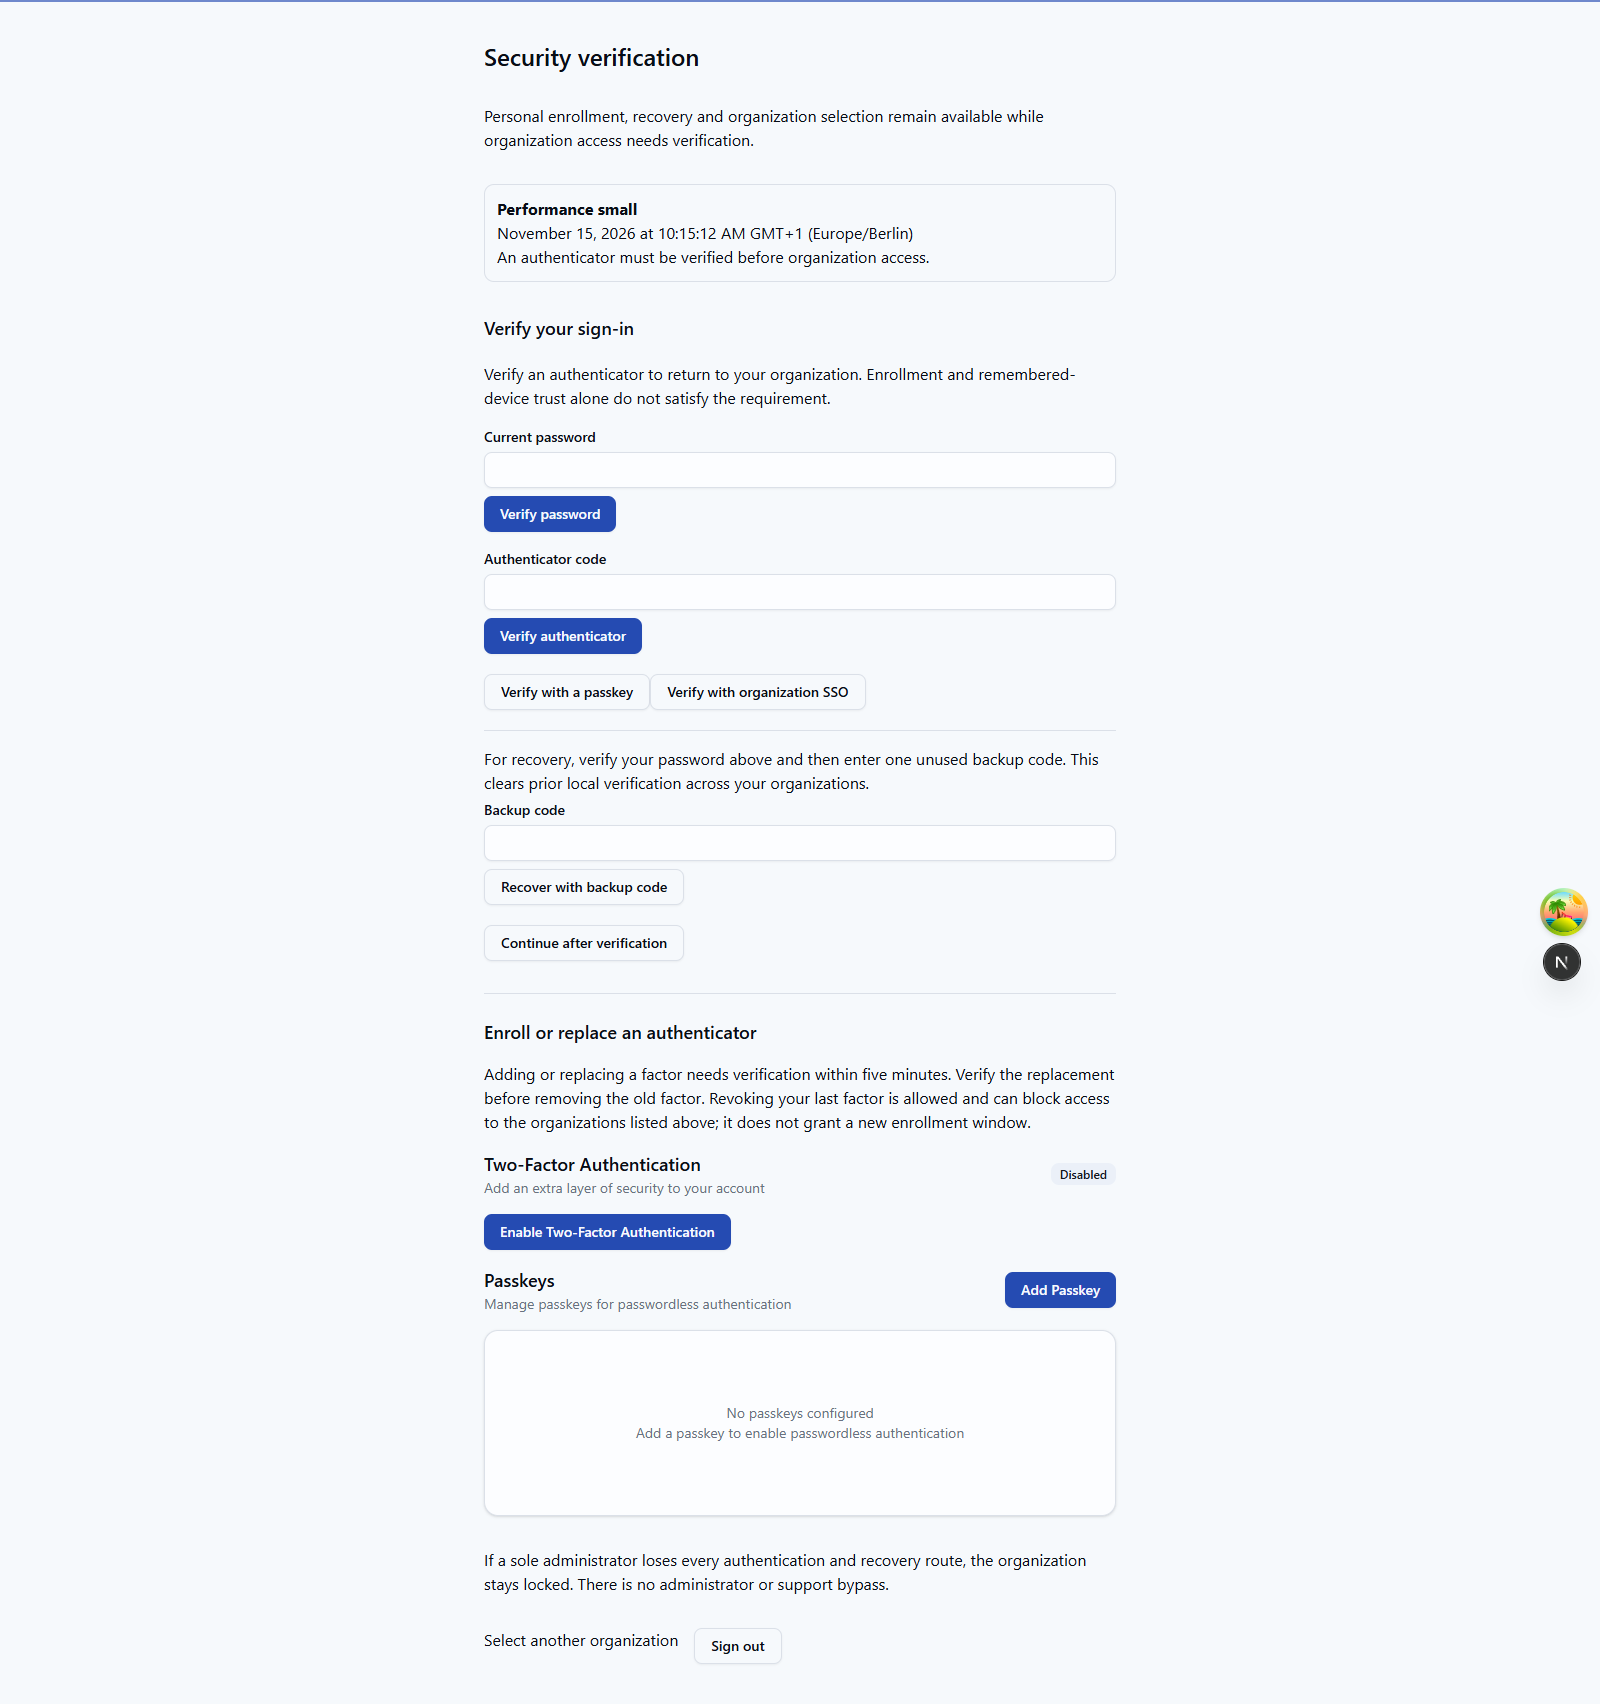 Security verification
Personal enrollment, recovery and organization selection remain available while
organization access needs verification.
Performance small
November 15, 2026 at 10:15:12 AM GMT+1 (Europe/Berlin)
An authenticator must be verified before organization access.
Verify your sign-in
Verify an authenticator to return to your organization. Enrollment and remembered-
device trust alone do not satisfy the requirement.
Current password
Verify password
Authenticator code
Verify authenticator
Verify with a passkey
Verify with organization SSO
For recovery, verify your password above and then enter one unused backup code. This
clears prior local verification across your organizations.
Backup code
Recover with backup code
Continue after verification
N
Enroll or replace an authenticator
Adding or replacing a factor needs verification within five minutes. Verify the replacement
before removing the old factor. Revoking your last factor is allowed and can block access
to the organizations listed above; it does not grant a new enrollment window.
Two-Factor Authentication
Add an extra layer of security to your account
Disabled
Enable Two-Factor Authentication
Passkeys
Manage passkeys for passwordless authentication
Add Passkey
No passkeys configured
Add a passkey to enable passwordless authentication
If a sole administrator loses every authentication and recovery route, the organization
stays locked. There is no administrator or support bypass.
Select another organization
Sign out